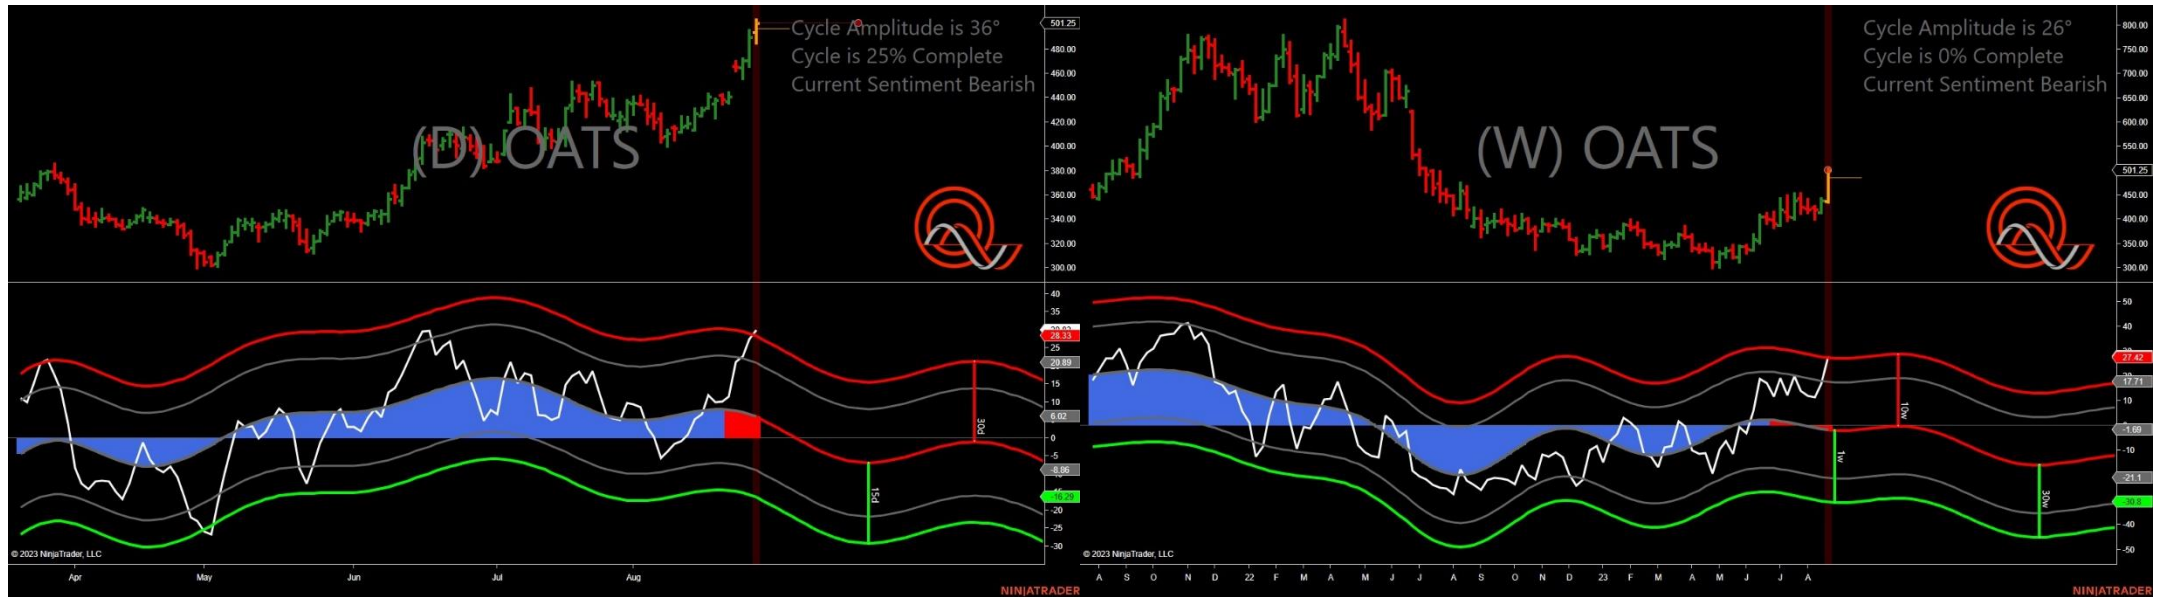 Cycle Amplitude is 36°
Cycle is 25% Complete
Current Sentiment Bearish
(D) OATS
501.25
480.00
460.00
440.00
420.00
400.00
380.00
360.00
340.00
320.00
300.00
40
35
28.33
25
20.89
15
10
6.02
0
-5
-8.86
-16.29
-20
-25
-30
30d
15d
© 2023 NinjaTrader, LLC
Apr May Jun Jul Aug
NINJATRADER
Cycle Amplitude is 26°
Cycle is 0% Complete
Current Sentiment Bearish
(W) OATS
800.00
750.00
700.00
650.00
600.00
550.00
501.25
450.00
400.00
350.00
300.00
50
40
27.42
17.71
10
-1.69
-10
-21.1
-30.8
-40
-50
10w
1w
30w
© 2023 NinjaTrader, LLC
A S O N D 22 F M A M J J A S O N D 23 F M A M J J A
NINJATRADER